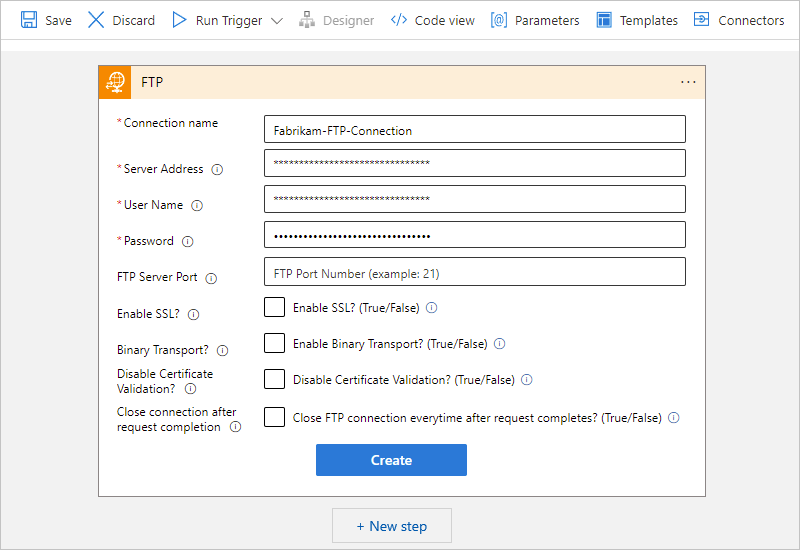 Save Discard Run Trigger Designer Code view Parameters Templates Connectors
FTP
*Connection name Fabrikam-FTP-Connection
*Server Address ********************************
*User Name ********************************
*Password ••••••••••••••••••••••••••••••••
FTP Server Port FTP Port Number (example: 21)
Enable SSL? Enable SSL? (True/False)
Binary Transport? Enable Binary Transport? (True/False)
Disable Certificate
Validation? Disable Certificate Validation? (True/False)
Close connection after
request completion Close FTP connection everytime after request completes? (True/False)
Create
+ New step